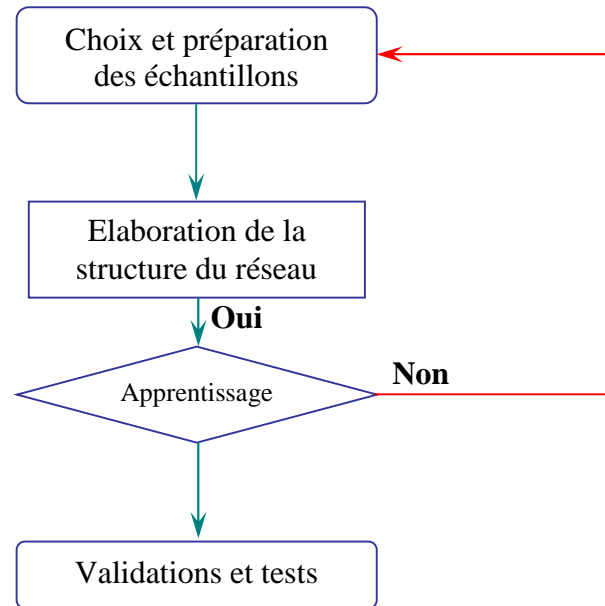 Choix et préparation
des échantillons
Elaboration de la
structure du réseau
Oui
Non
Apprentissage
Validations et tests